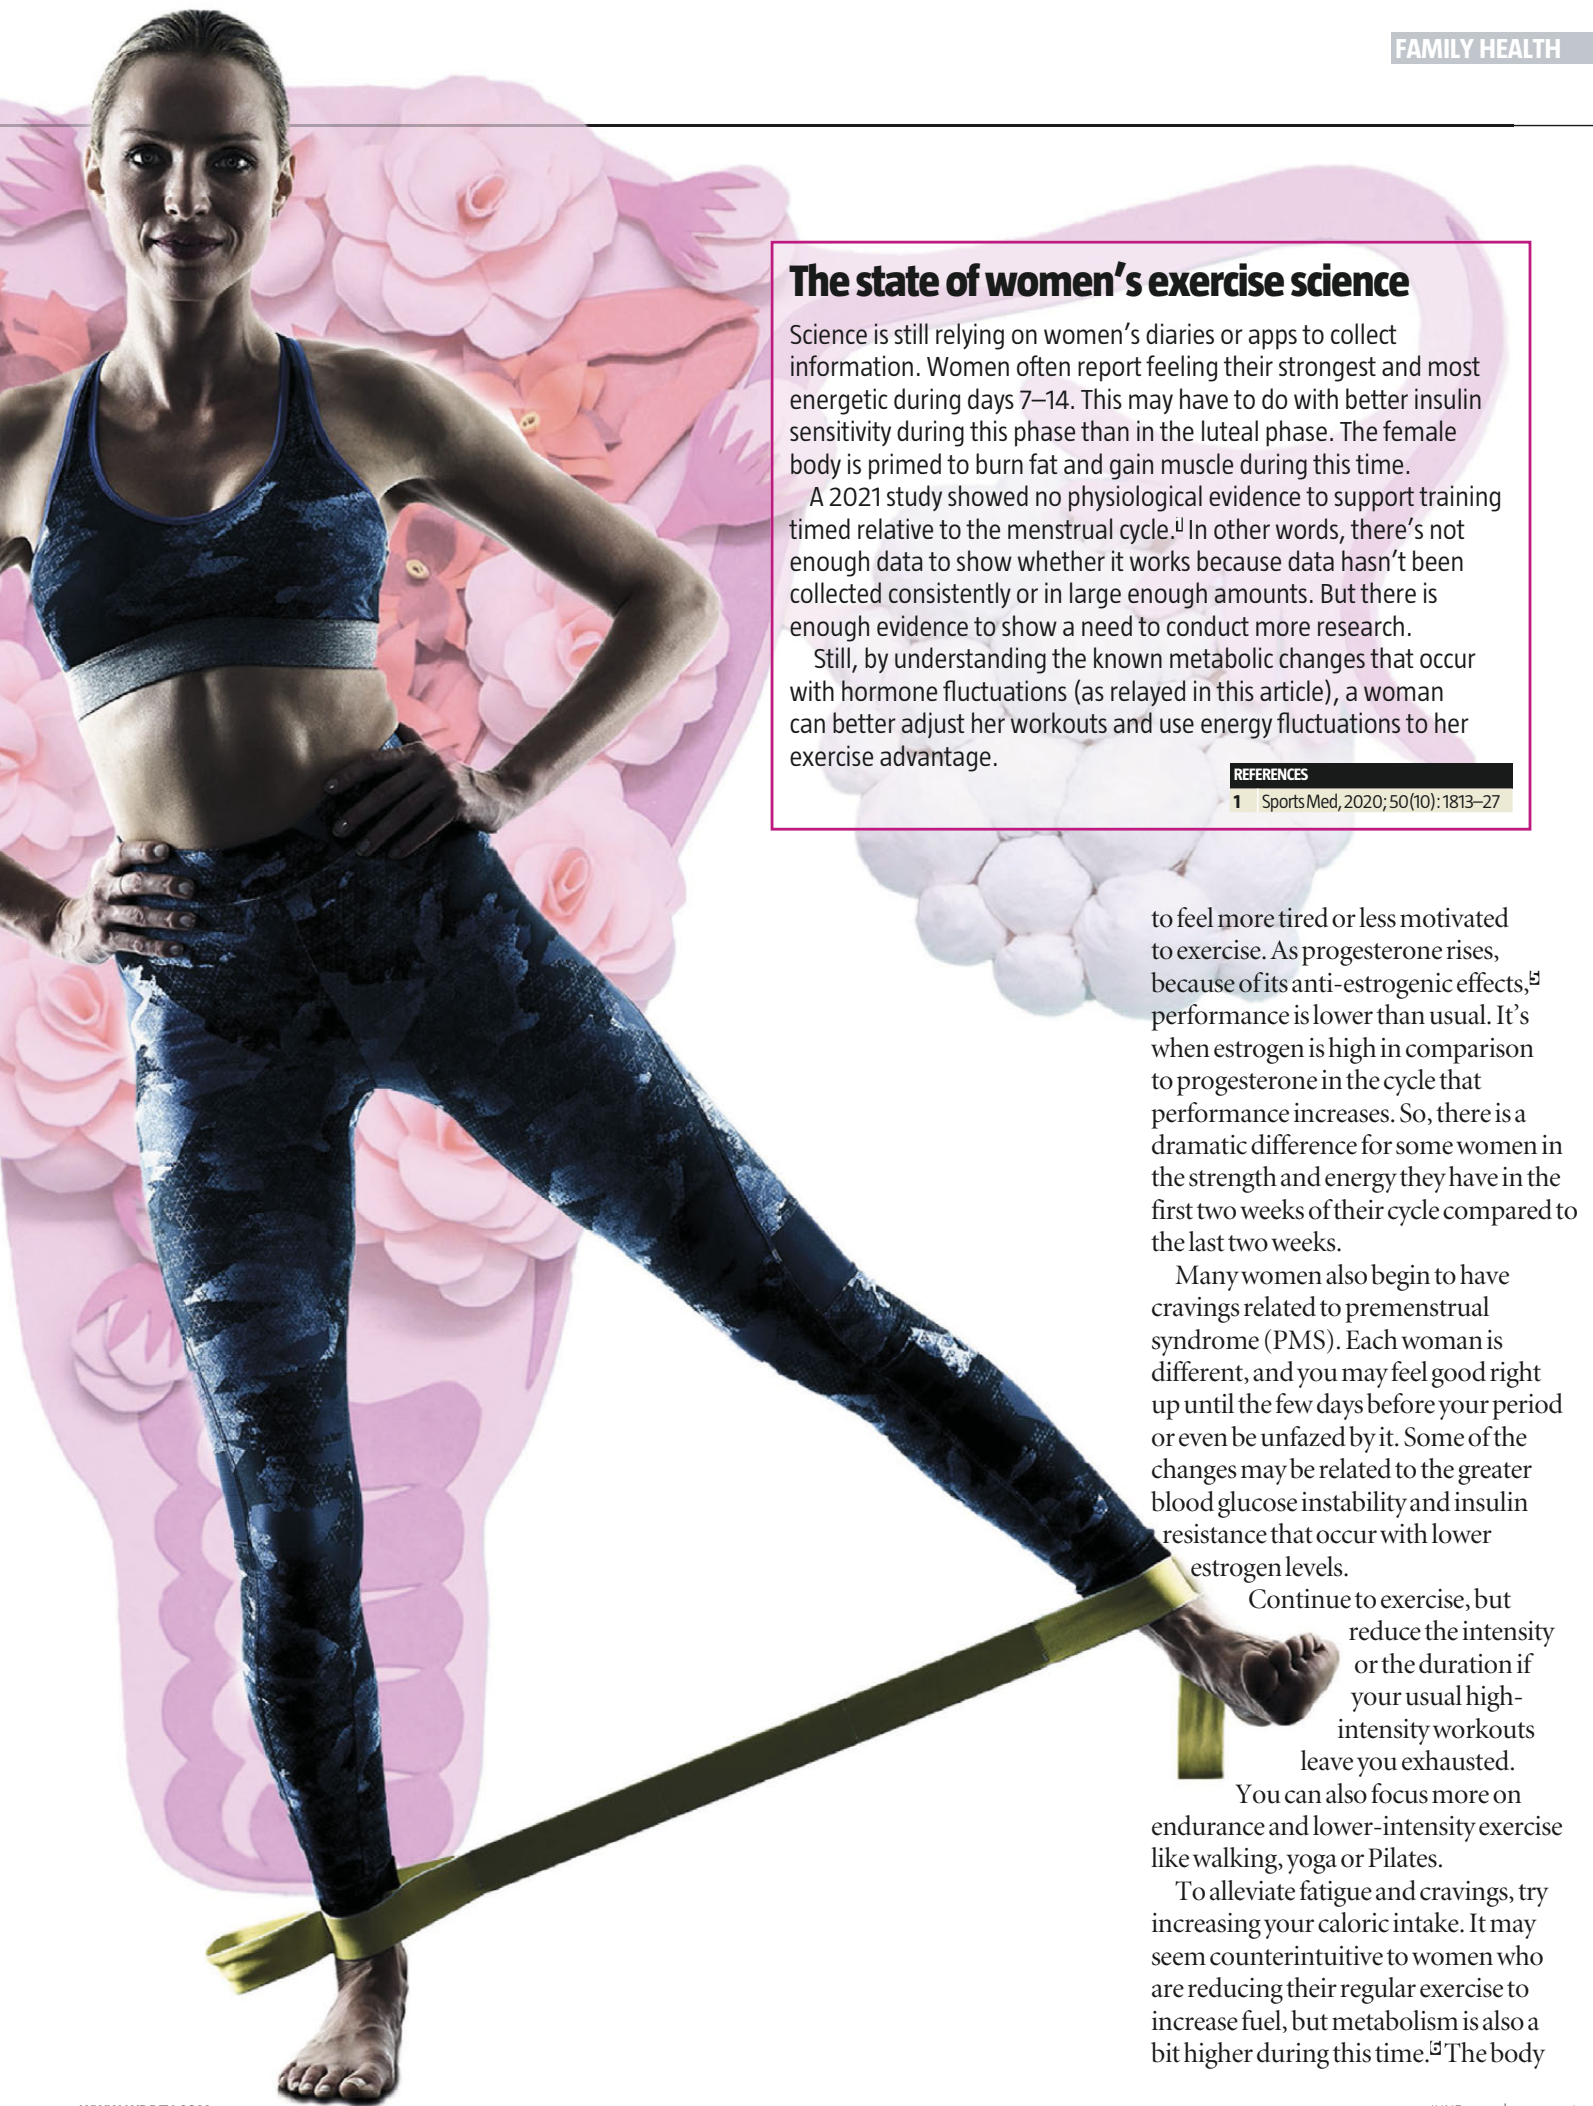 FAMILY HEALTH
The state of women's exercise science
Science is still relying on women's diaries or apps to collect
information. Women often report feeling their strongest and most
energetic during days 7–14. This may have to do with better insulin
sensitivity during this phase than in the luteal phase. The female
body is primed to burn fat and gain muscle during this time.
A 2021 study showed no physiological evidence to support training
timed relative to the menstrual cycle.1 In other words, there's not
enough data to show whether it works because data hasn't been
collected consistently or in large enough amounts. But there is
enough evidence to show a need to conduct more research.
Still, by understanding the known metabolic changes that occur
with hormone fluctuations (as relayed in this article), a woman
can better adjust her workouts and use energy fluctuations to her
exercise advantage.
REFERENCES
1 Sports Med, 2020; 50(10): 1813–27
to feel more tired or less motivated
to exercise. As progesterone rises,
because of its anti-estrogenic effects,5
performance is lower than usual. It's
when estrogen is high in comparison
to progesterone in the cycle that
performance increases. So, there is a
dramatic difference for some women in
the strength and energy they have in the
first two weeks of their cycle compared to
the last two weeks.
Many women also begin to have
cravings related to premenstrual
syndrome (PMS). Each woman is
different, and you may feel good right
up until the few days before your period
or even be unfazed by it. Some of the
changes may be related to the greater
blood glucose instability and insulin
resistance that occur with lower
estrogen levels.
Continue to exercise, but
reduce the intensity
or the duration if
your usual high-
intensity workouts
leave you exhausted.
You can also focus more on
endurance and lower-intensity exercise
like walking, yoga or Pilates.
To alleviate fatigue and cravings, try
increasing your caloric intake. It may
seem counterintuitive to women who
are reducing their regular exercise to
increase fuel, but metabolism is also a
bit higher during this time.6 The body